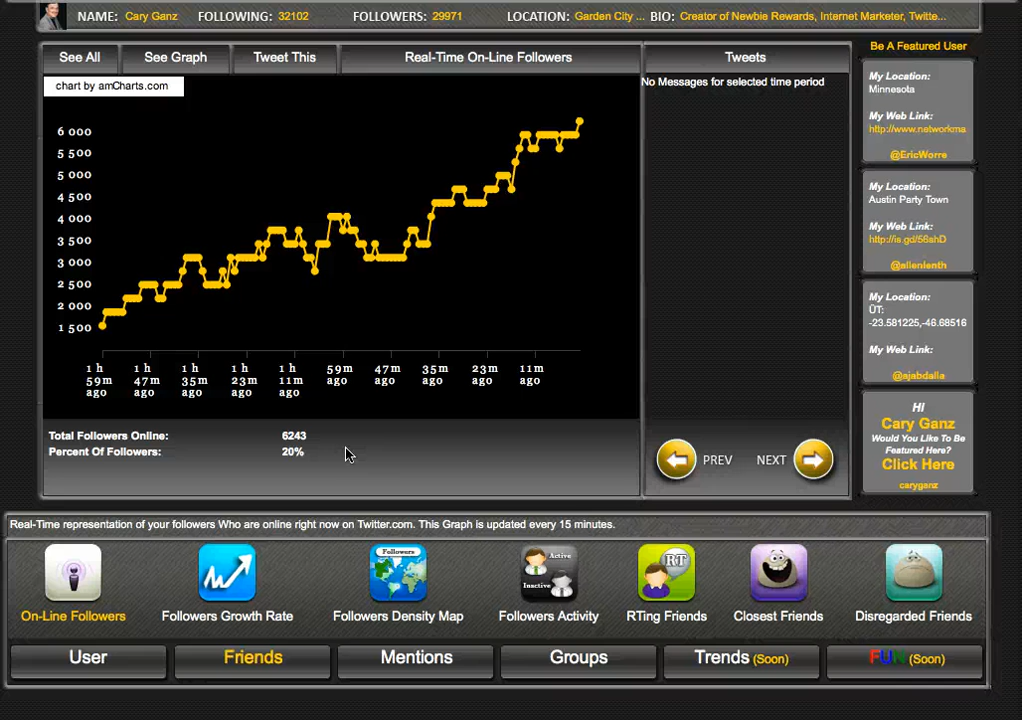 NAME: Cary Ganz FOLLOWING: 32102 FOLLOWERS: 29971 LOCATION: Garden City ... BIO: Creator of Newbie Rewards, Internet Marketer, Twitte...
See All See Graph Tweet This Real-Time On-Line Followers Tweets
chart by amCharts.com
6 000
5 500
5 000
4 500
4 000
3 500
3 000
2 500
2 000
1 500
1 h 59m ago
1 h 47m ago
1 h 35m ago
1 h 23m ago
1 h 11m ago
59m ago
47m ago
35m ago
23m ago
11m ago
Total Followers Online: 6243
Percent Of Followers: 20%
No Messages for selected time period
PREV NEXT
Be A Featured User
My Location:
Minnesota
My Web Link:
http://www.networkma
@EricWorre
My Location:
Austin Party Town
My Web Link:
http://is.gd/56shD
@allenlenth
My Location:
ÜT:
-23.581225,-46.68516
My Web Link:
@ajabdalla
Hi
Cary Ganz
Would You Like To Be
Featured Here?
Click Here
caryganz
Real-Time representation of your followers Who are online right now on Twitter.com. This Graph is updated every 15 minutes.
Followers
Active
Inactive
RT
On-Line Followers Followers Growth Rate Followers Density Map Followers Activity RTing Friends Closest Friends Disregarded Friends
User Friends Mentions Groups Trends (Soon) FUN (Soon)